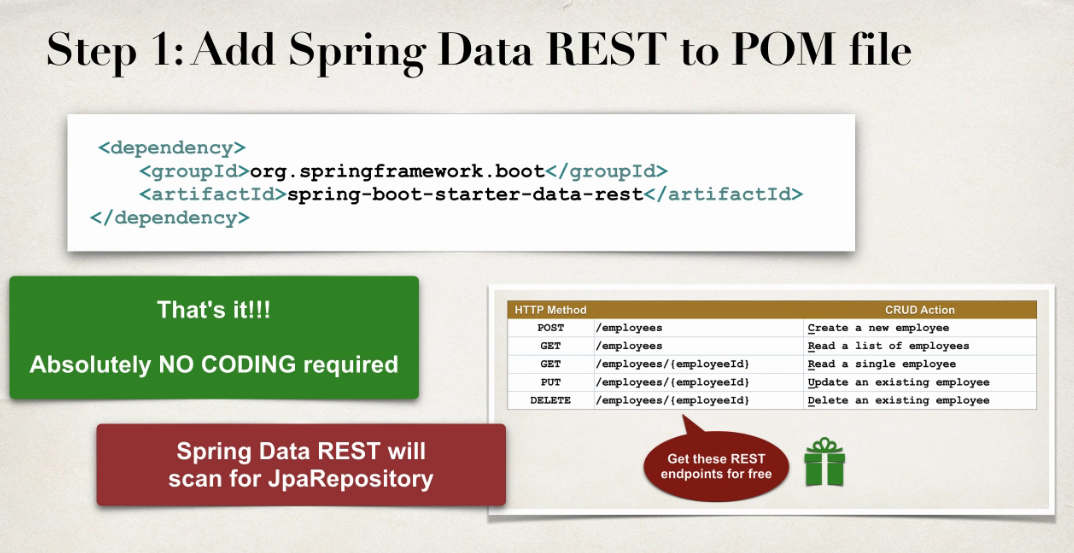 Step 1: Add Spring Data REST to POM file
<dependency>
<groupId>org.springframework.boot</groupId>
<artifactId>spring-boot-starter-data-rest</artifactId>
</dependency>
That's it!!!
Absolutely NO CODING required
Spring Data REST will
scan for JpaRepository
HTTP Method CRUD Action
POST /employees Create a new employee
GET /employees Read a list of employees
GET /employees/{employeeId} Read a single employee
PUT /employees/{employeeId} Update an existing employee
DELETE /employees/{employeeId} Delete an existing employee
Get these REST
endpoints for free